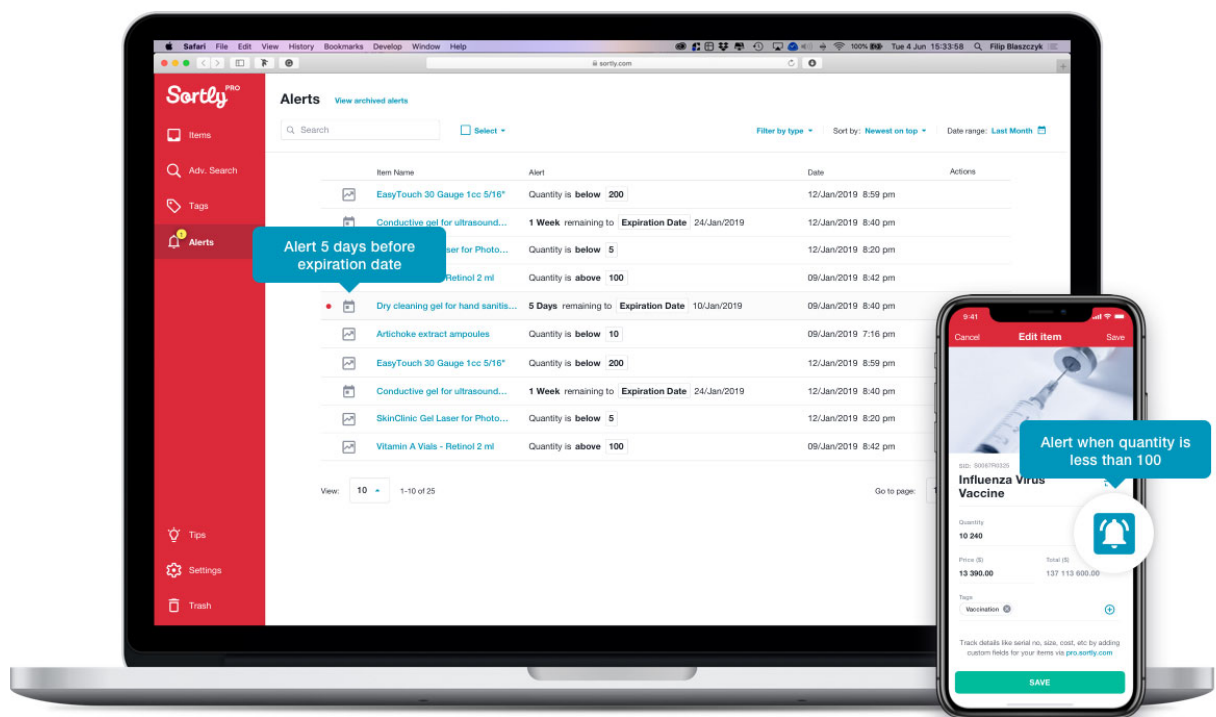 Safari File Edit View History Bookmarks Develop Window Help 100% Tue 4 Jun 15:33:58 Filip Blaszczyk
sortly.com
Sortly PRO
Items
Adv. Search
Tags
1
Alerts
Tips
Settings
Trash
Alerts View archived alerts
Search Select Filter by type Sort by: Newest on top Date range: Last Month
Item Name Alert Date Actions
EasyTouch 30 Gauge 1cc 5/16" Quantity is below 200 12/Jan/2019 8:59 pm
Conductive gel for ultrasound... 1 Week remaining to Expiration Date 24/Jan/2019 12/Jan/2019 8:40 pm
ser for Photo... Quantity is below 5 12/Jan/2019 8:20 pm
Retinol 2 ml Quantity is above 100 09/Jan/2019 8:42 pm
Dry cleaning gel for hand sanitis... 5 Days remaining to Expiration Date 10/Jan/2019 09/Jan/2019 8:40 pm
Artichoke extract ampoules Quantity is below 10 09/Jan/2019 7:16 pm
EasyTouch 30 Gauge 1cc 5/16" Quantity is below 200 12/Jan/2019 8:59 pm
Conductive gel for ultrasound... 1 Week remaining to Expiration Date 24/Jan/2019 12/Jan/2019 8:40 pm
SkinClinic Gel Laser for Photo... Quantity is below 5 12/Jan/2019 8:20 pm
Vitamin A Vials - Retinol 2 ml Quantity is above 100 09/Jan/2019 8:42 pm
View: 10 1-10 of 25 Go to page:
Alert 5 days before
expiration date
9:41
Cancel Edit item Save
Alert when quantity is
less than 100
Influenza Virus
Vaccine
Quantity
10 240
Price ($) Total ($)
13 390.00 137 113 600.00
Tags
Vaccination
Track details like serial no, size, cost, etc by adding
custom fields for your items via pro.sortly.com
SAVE